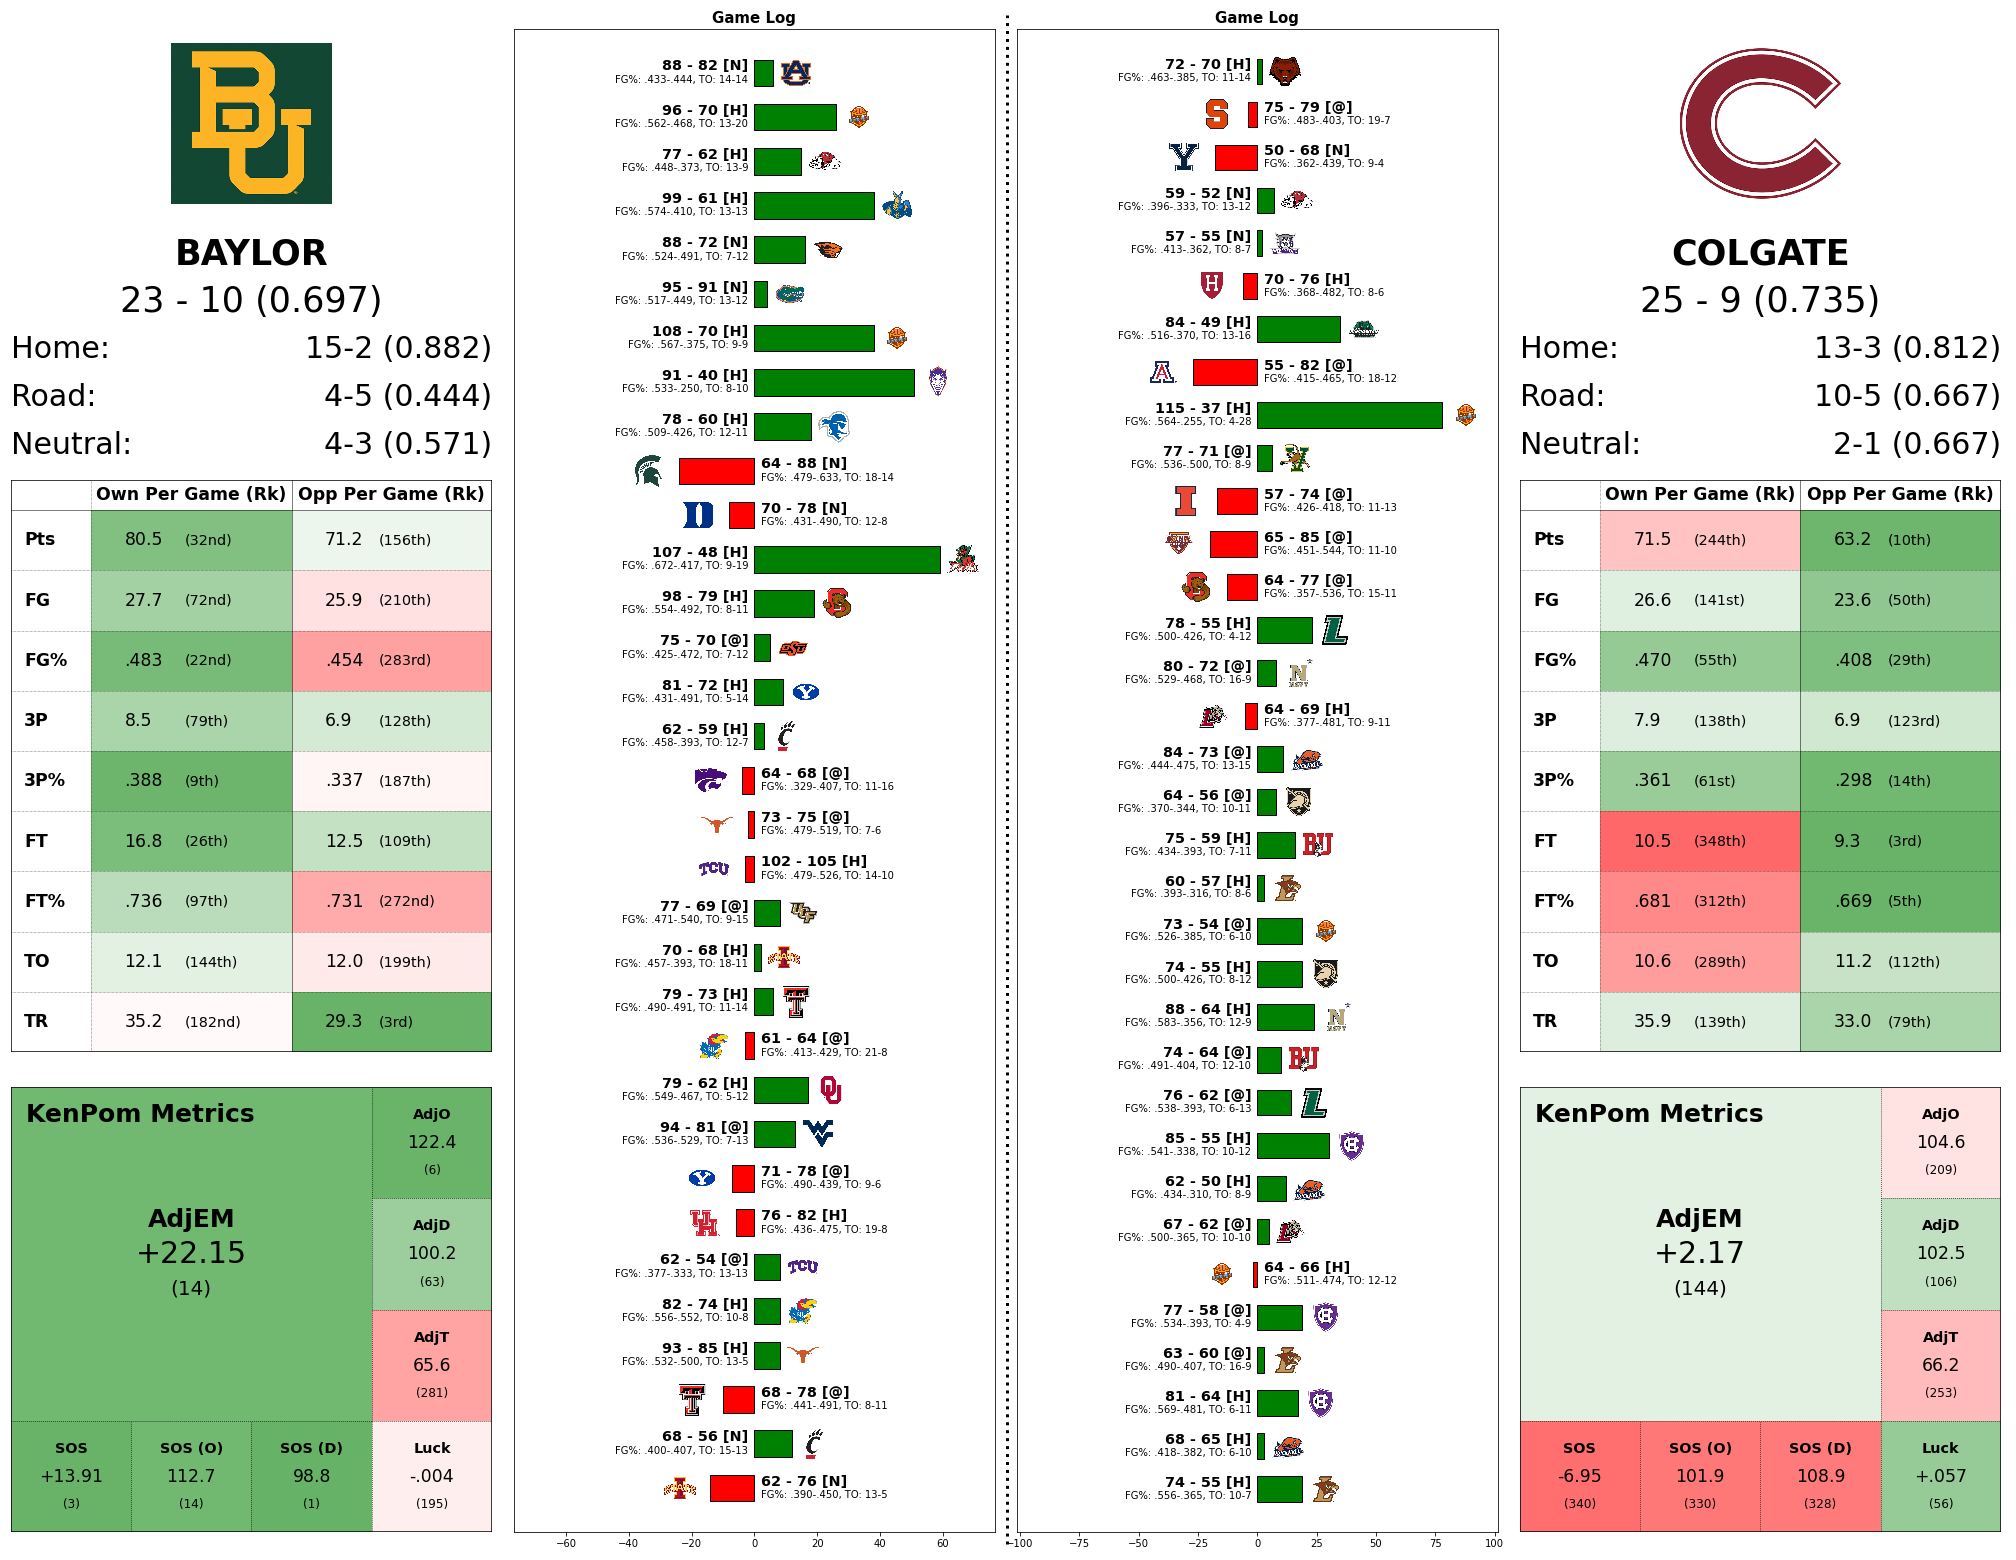 BAYLOR
23 - 10 (0.697)
Home: 15-2 (0.882)
Road: 4-5 (0.444)
Neutral: 4-3 (0.571)
Own Per Game (Rk) Opp Per Game (Rk)
Pts 80.5 (32nd) 71.2 (156th)
FG 27.7 (72nd) 25.9 (210th)
FG% .483 (22nd) .454 (283rd)
3P 8.5 (79th) 6.9 (128th)
3P% .388 (9th) .337 (187th)
FT 16.8 (26th) 12.5 (109th)
FT% .736 (97th) .731 (272nd)
TO 12.1 (144th) 12.0 (199th)
TR 35.2 (182nd) 29.3 (3rd)
KenPom Metrics
AdjEM
+22.15
(14)
AdjO
122.4
(6)
AdjD
100.2
(63)
AdjT
65.6
(281)
SOS
+13.91
(3)
SOS (O)
112.7
(14)
SOS (D)
98.8
(1)
Luck
-.004
(195)
Game Log
88 - 82 [N]
FG%: .433-.444, TO: 14-14
96 - 70 [H]
FG%: .562-.468, TO: 13-20
77 - 62 [H]
FG%: .448-.373, TO: 13-9
99 - 61 [H]
FG%: .574-.410, TO: 13-13
88 - 72 [N]
FG%: .524-.491, TO: 7-12
95 - 91 [N]
FG%: .517-.449, TO: 13-12
108 - 70 [H]
FG%: .567-.375, TO: 9-9
91 - 40 [H]
FG%: .533-.250, TO: 8-10
78 - 60 [H]
FG%: .509-.426, TO: 12-11
64 - 88 [N]
FG%: .479-.633, TO: 18-14
70 - 78 [N]
FG%: .431-.490, TO: 12-8
107 - 48 [H]
FG%: .672-.417, TO: 9-19
98 - 79 [H]
FG%: .554-.492, TO: 8-11
75 - 70 [@]
FG%: .425-.472, TO: 7-12
81 - 72 [H]
FG%: .431-.491, TO: 5-14
62 - 59 [H]
FG%: .458-.393, TO: 12-7
64 - 68 [@]
FG%: .329-.407, TO: 11-16
73 - 75 [@]
FG%: .479-.519, TO: 7-6
102 - 105 [H]
FG%: .479-.526, TO: 14-10
77 - 69 [@]
FG%: .471-.540, TO: 9-15
70 - 68 [H]
FG%: .457-.393, TO: 18-11
79 - 73 [H]
FG%: .490-.491, TO: 11-14
61 - 64 [@]
FG%: .413-.429, TO: 21-8
79 - 62 [H]
FG%: .549-.467, TO: 5-12
94 - 81 [@]
FG%: .536-.529, TO: 7-13
71 - 78 [@]
FG%: .490-.439, TO: 9-6
76 - 82 [H]
FG%: .436-.475, TO: 19-8
62 - 54 [@]
FG%: .377-.333, TO: 13-13
82 - 74 [H]
FG%: .556-.552, TO: 10-8
93 - 85 [H]
FG%: .532-.500, TO: 13-5
68 - 78 [@]
FG%: .441-.491, TO: 8-11
68 - 56 [N]
FG%: .400-.407, TO: 15-13
62 - 76 [N]
FG%: .390-.450, TO: 13-5
−60 −40 −20 0 20 40 60
Game Log
72 - 70 [H]
FG%: .463-.385, TO: 11-14
75 - 79 [@]
FG%: .483-.403, TO: 19-7
50 - 68 [N]
FG%: .362-.439, TO: 9-4
59 - 52 [N]
FG%: .396-.333, TO: 13-12
57 - 55 [N]
FG%: .413-.362, TO: 8-7
70 - 76 [H]
FG%: .368-.482, TO: 8-6
84 - 49 [H]
FG%: .516-.370, TO: 13-16
55 - 82 [@]
FG%: .415-.465, TO: 18-12
115 - 37 [H]
FG%: .564-.255, TO: 4-28
77 - 71 [@]
FG%: .536-.500, TO: 8-9
57 - 74 [@]
FG%: .426-.418, TO: 11-13
65 - 85 [@]
FG%: .451-.544, TO: 11-10
64 - 77 [@]
FG%: .357-.536, TO: 15-11
78 - 55 [H]
FG%: .500-.426, TO: 4-12
80 - 72 [@]
FG%: .529-.468, TO: 16-9
64 - 69 [H]
FG%: .377-.481, TO: 9-11
84 - 73 [@]
FG%: .444-.475, TO: 13-15
64 - 56 [@]
FG%: .370-.344, TO: 10-11
75 - 59 [H]
FG%: .434-.393, TO: 7-11
60 - 57 [H]
FG%: .393-.316, TO: 8-6
73 - 54 [@]
FG%: .526-.385, TO: 6-10
74 - 55 [H]
FG%: .500-.426, TO: 8-12
88 - 64 [H]
FG%: .583-.356, TO: 12-9
74 - 64 [@]
FG%: .491-.404, TO: 12-10
76 - 62 [@]
FG%: .538-.393, TO: 6-13
85 - 55 [H]
FG%: .541-.338, TO: 10-12
62 - 50 [H]
FG%: .434-.310, TO: 8-9
67 - 62 [@]
FG%: .500-.365, TO: 10-10
64 - 66 [H]
FG%: .511-.474, TO: 12-12
77 - 58 [@]
FG%: .534-.393, TO: 4-9
63 - 60 [@]
FG%: .490-.407, TO: 16-9
81 - 64 [H]
FG%: .569-.481, TO: 6-11
68 - 65 [H]
FG%: .418-.382, TO: 6-10
74 - 55 [H]
FG%: .556-.365, TO: 10-7
−100 −75 −50 −25 0 25 50 75 100
COLGATE
25 - 9 (0.735)
Home: 13-3 (0.812)
Road: 10-5 (0.667)
Neutral: 2-1 (0.667)
Own Per Game (Rk) Opp Per Game (Rk)
Pts 71.5 (244th) 63.2 (10th)
FG 26.6 (141st) 23.6 (50th)
FG% .470 (55th) .408 (29th)
3P 7.9 (138th) 6.9 (123rd)
3P% .361 (61st) .298 (14th)
FT 10.5 (348th) 9.3 (3rd)
FT% .681 (312th) .669 (5th)
TO 10.6 (289th) 11.2 (112th)
TR 35.9 (139th) 33.0 (79th)
KenPom Metrics
AdjEM
+2.17
(144)
AdjO
104.6
(209)
AdjD
102.5
(106)
AdjT
66.2
(253)
SOS
-6.95
(340)
SOS (O)
101.9
(330)
SOS (D)
108.9
(328)
Luck
+.057
(56)